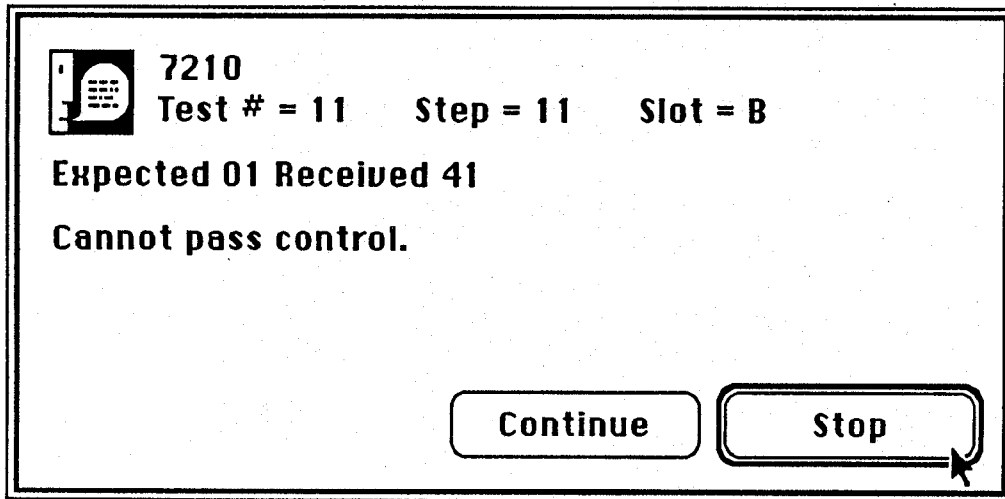 7210
Test # = 11 Step = 11 Slot = B
Expected 01 Received 41
Cannot pass control.
Continue Stop